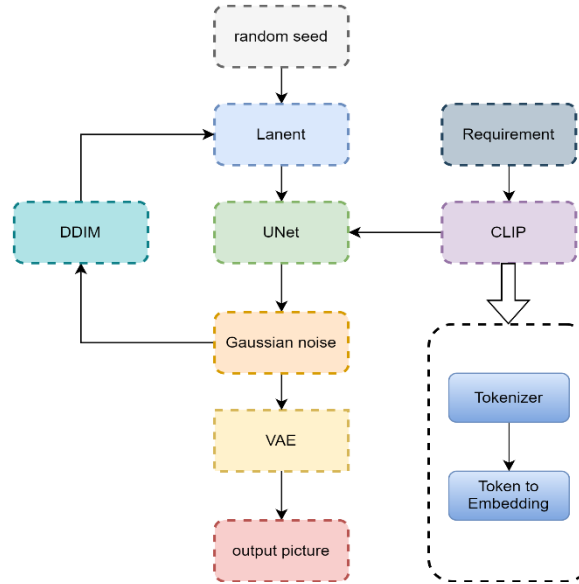 random seed
Lanent
Requirement
DDIM
UNet
CLIP
Gaussian noise
Tokenizer
VAE
Token to
Embedding
output picture